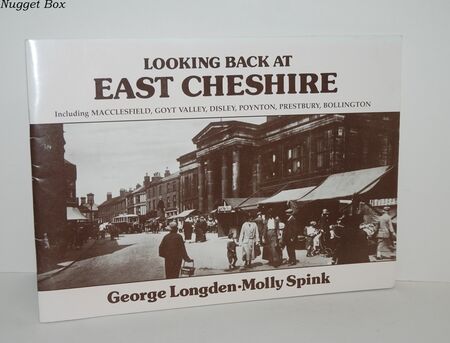 Nugget Box
LOOKING BACK AT
EAST CHESHIRE
Including MACCLESFIELD, GOYT VALLEY, DISLEY, POYNTON, PRESTBURY, BOLLINGTON
George Longden·Molly Spink